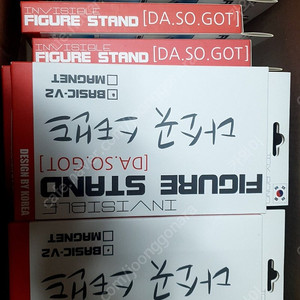 INVISIBLE
FIGURE STAND [DA.SO.GOT]
INVISIBLE
FIGURE STAND [DA.SO.GOT]
INVISIBLE
FIGURE STAND
[DA.SO.GOT]
다소곳 스탠드
BASIC-V2
MAGNET
DESIGN BY KOREA
다소곳 스탠드
BASIC-V2
MAGNET